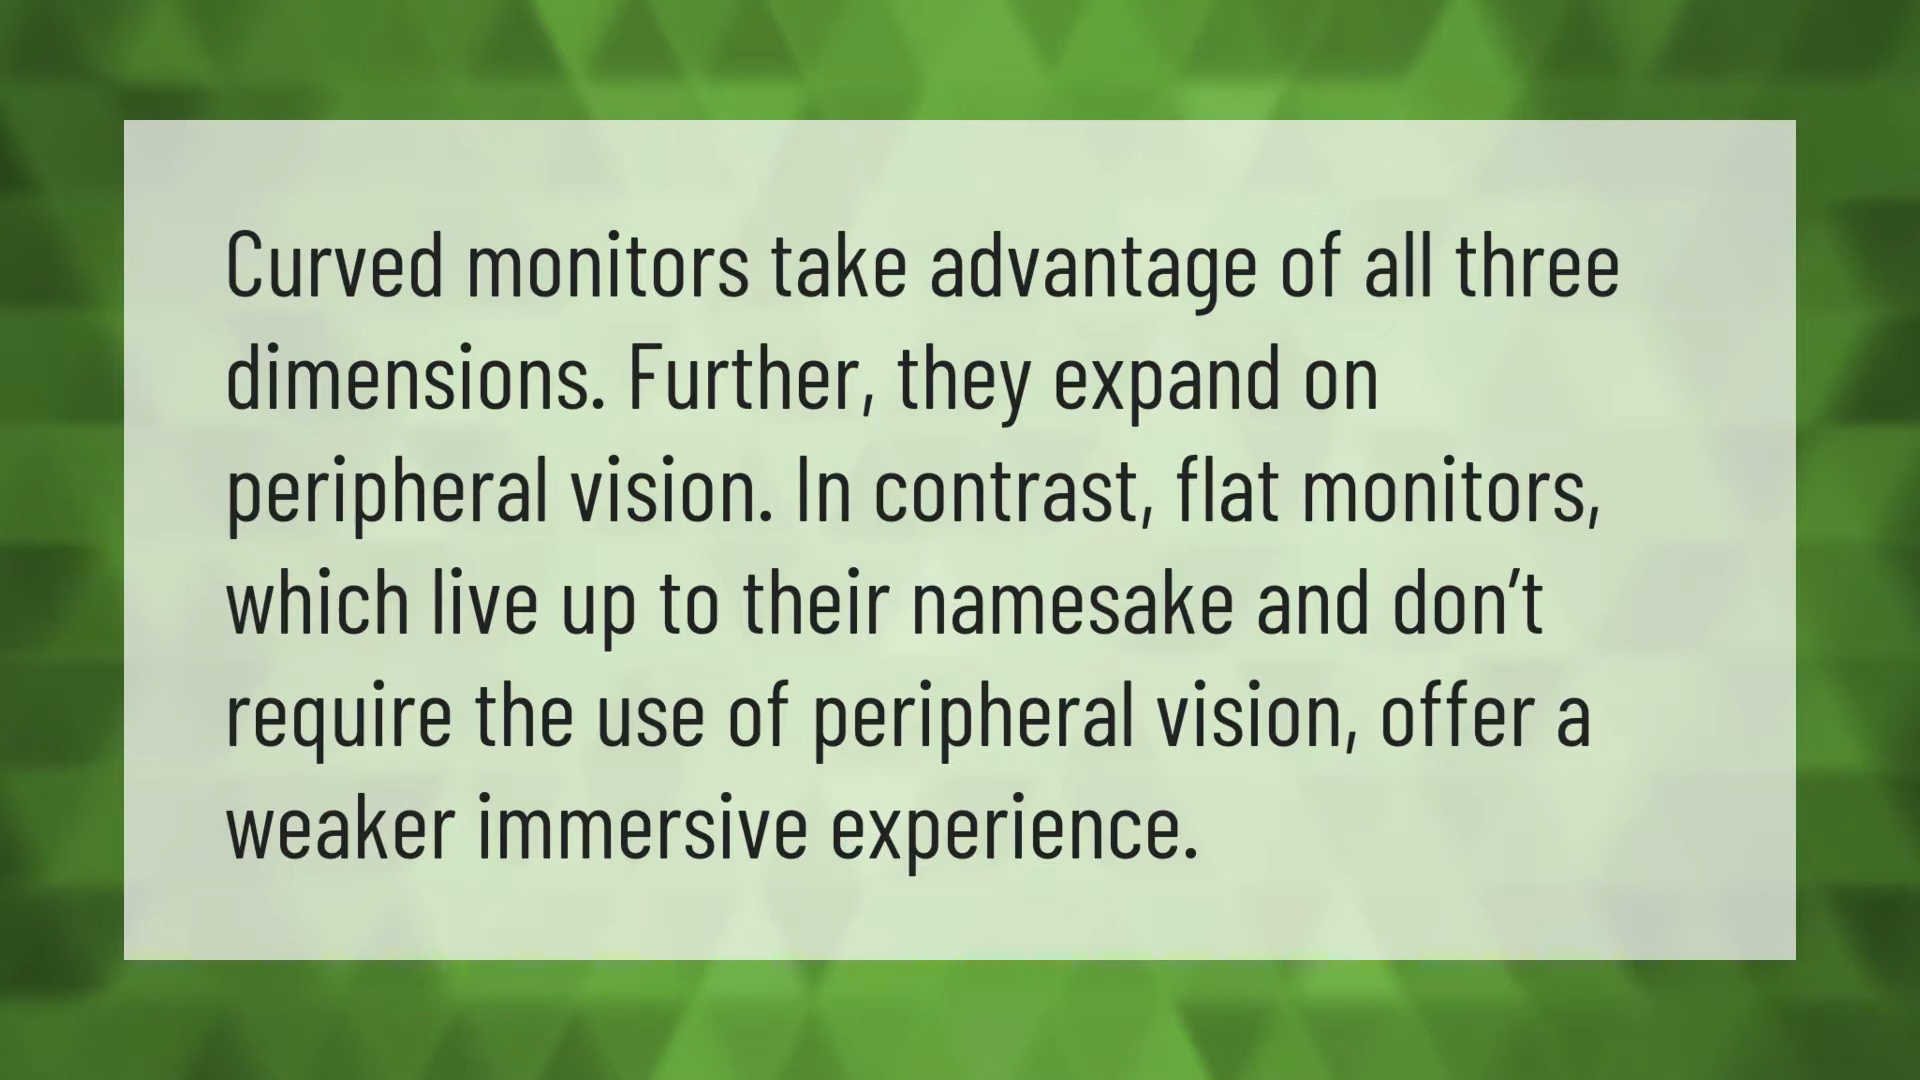 Curved monitors take advantage of all three
dimensions. Further, they expand on
peripheral vision. In contrast, flat monitors,
which live up to their namesake and don’t
require the use of peripheral vision, offer a
weaker immersive experience.